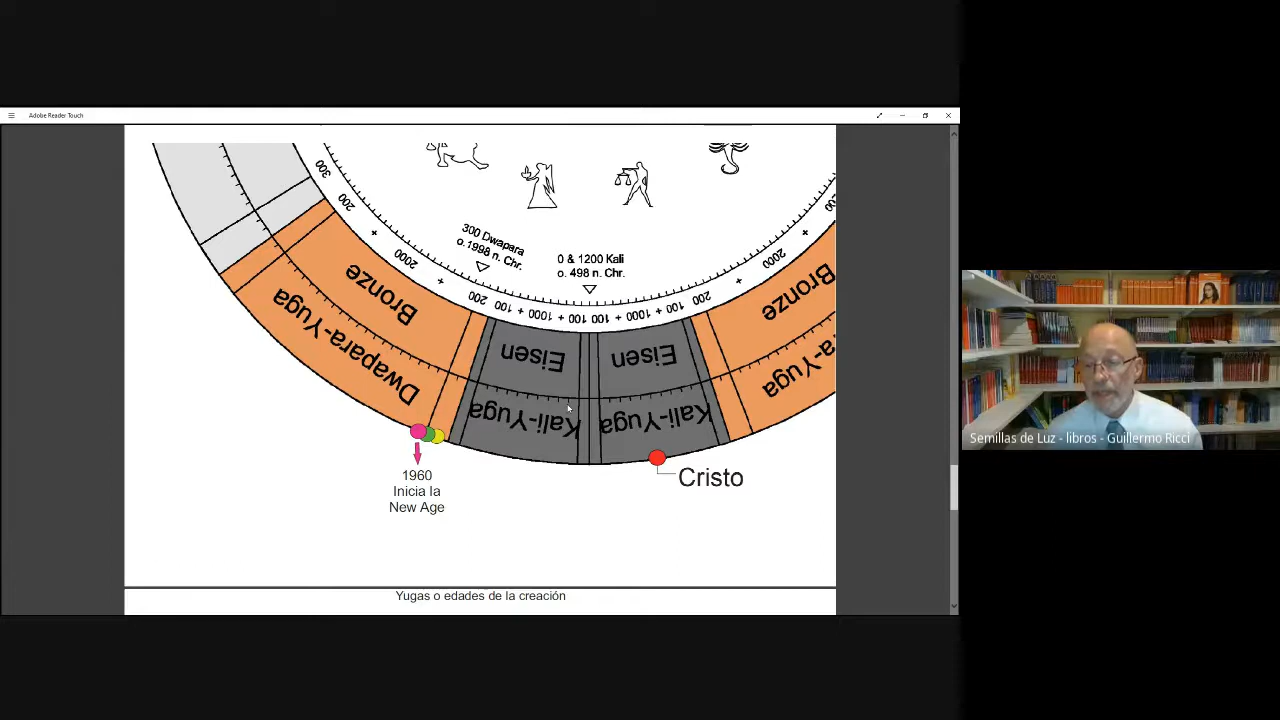 Adobe Reader Touch
300
200
2000
200
100
+ 1000 +
100
100
+ 1000 +
100
200
2000
200
300 Dwapara
o. 1998 n. Chr.
0 & 1200 Kali
o. 498 n. Chr.
Bronze
Dwapara-Yuga
Eisen
Kali-Yuga
Eisen
Kali-Yuga
Bronze
ra-Yuga
1960
Inicia la
New Age
Cristo
Yugas o edades de la creación
Semillas de Luz - libros - Guillermo Ricci